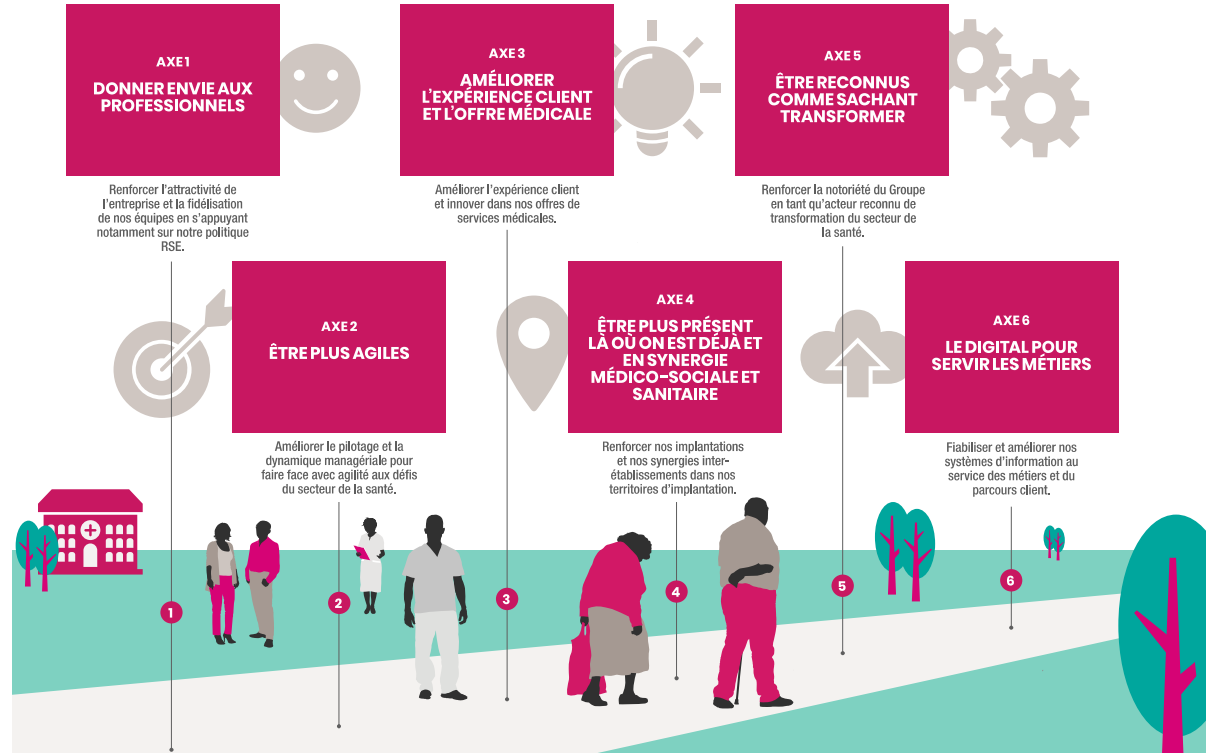 AXE 1
DONNER ENVIE AUX
PROFESSIONNELS
Renforcer l'attractivité de
l'entreprise et la fidélisation
de nos équipes en s'appuyant
notamment sur notre politique
RSE.
AXE 2
ÊTRE PLUS AGILES
Améliorer le pilotage et la
dynamique managériale pour
faire face avec agilité aux défis
du secteur de la santé.
AXE 3
AMÉLIORER
L'EXPÉRIENCE CLIENT
ET L'OFFRE MÉDICALE
Améliorer l'expérience client
et innover dans nos offres de
services médicales.
AXE 4
ÊTRE PLUS PRÉSENT
LÀ OÙ ON EST DÉJÀ ET
EN SYNERGIE
MÉDICO-SOCIALE ET
SANITAIRE
Renforcer nos implantations
et nos synergies inter-
établissements dans nos
territoires d'implantation.
AXE 5
ÊTRE RECONNUS
COMME SACHANT
TRANSFORMER
Renforcer la notoriété du Groupe
en tant qu'acteur reconnu de
transformation du secteur de
la santé.
AXE 6
LE DIGITAL POUR
SERVIR LES MÉTIERS
Fiabiliser et améliorer nos
systèmes d'information au
service des métiers et du
parcours client.
1
2
3
4
5
6